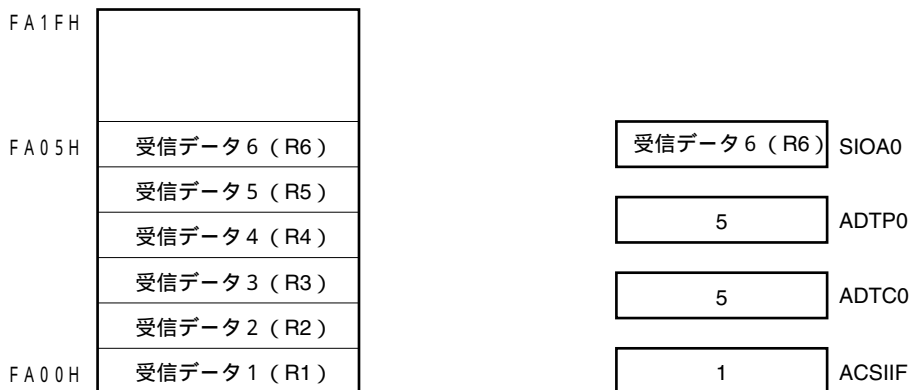 FA1FH
FA05H 受信データ6（R6） 受信データ6（R6） SIOA0
受信データ5（R5）
5 ADTP0
受信データ4（R4）
受信データ3（R3）
5 ADTC0
受信データ2（R2）
FA00H 受信データ1（R1） 1 ACSIIF